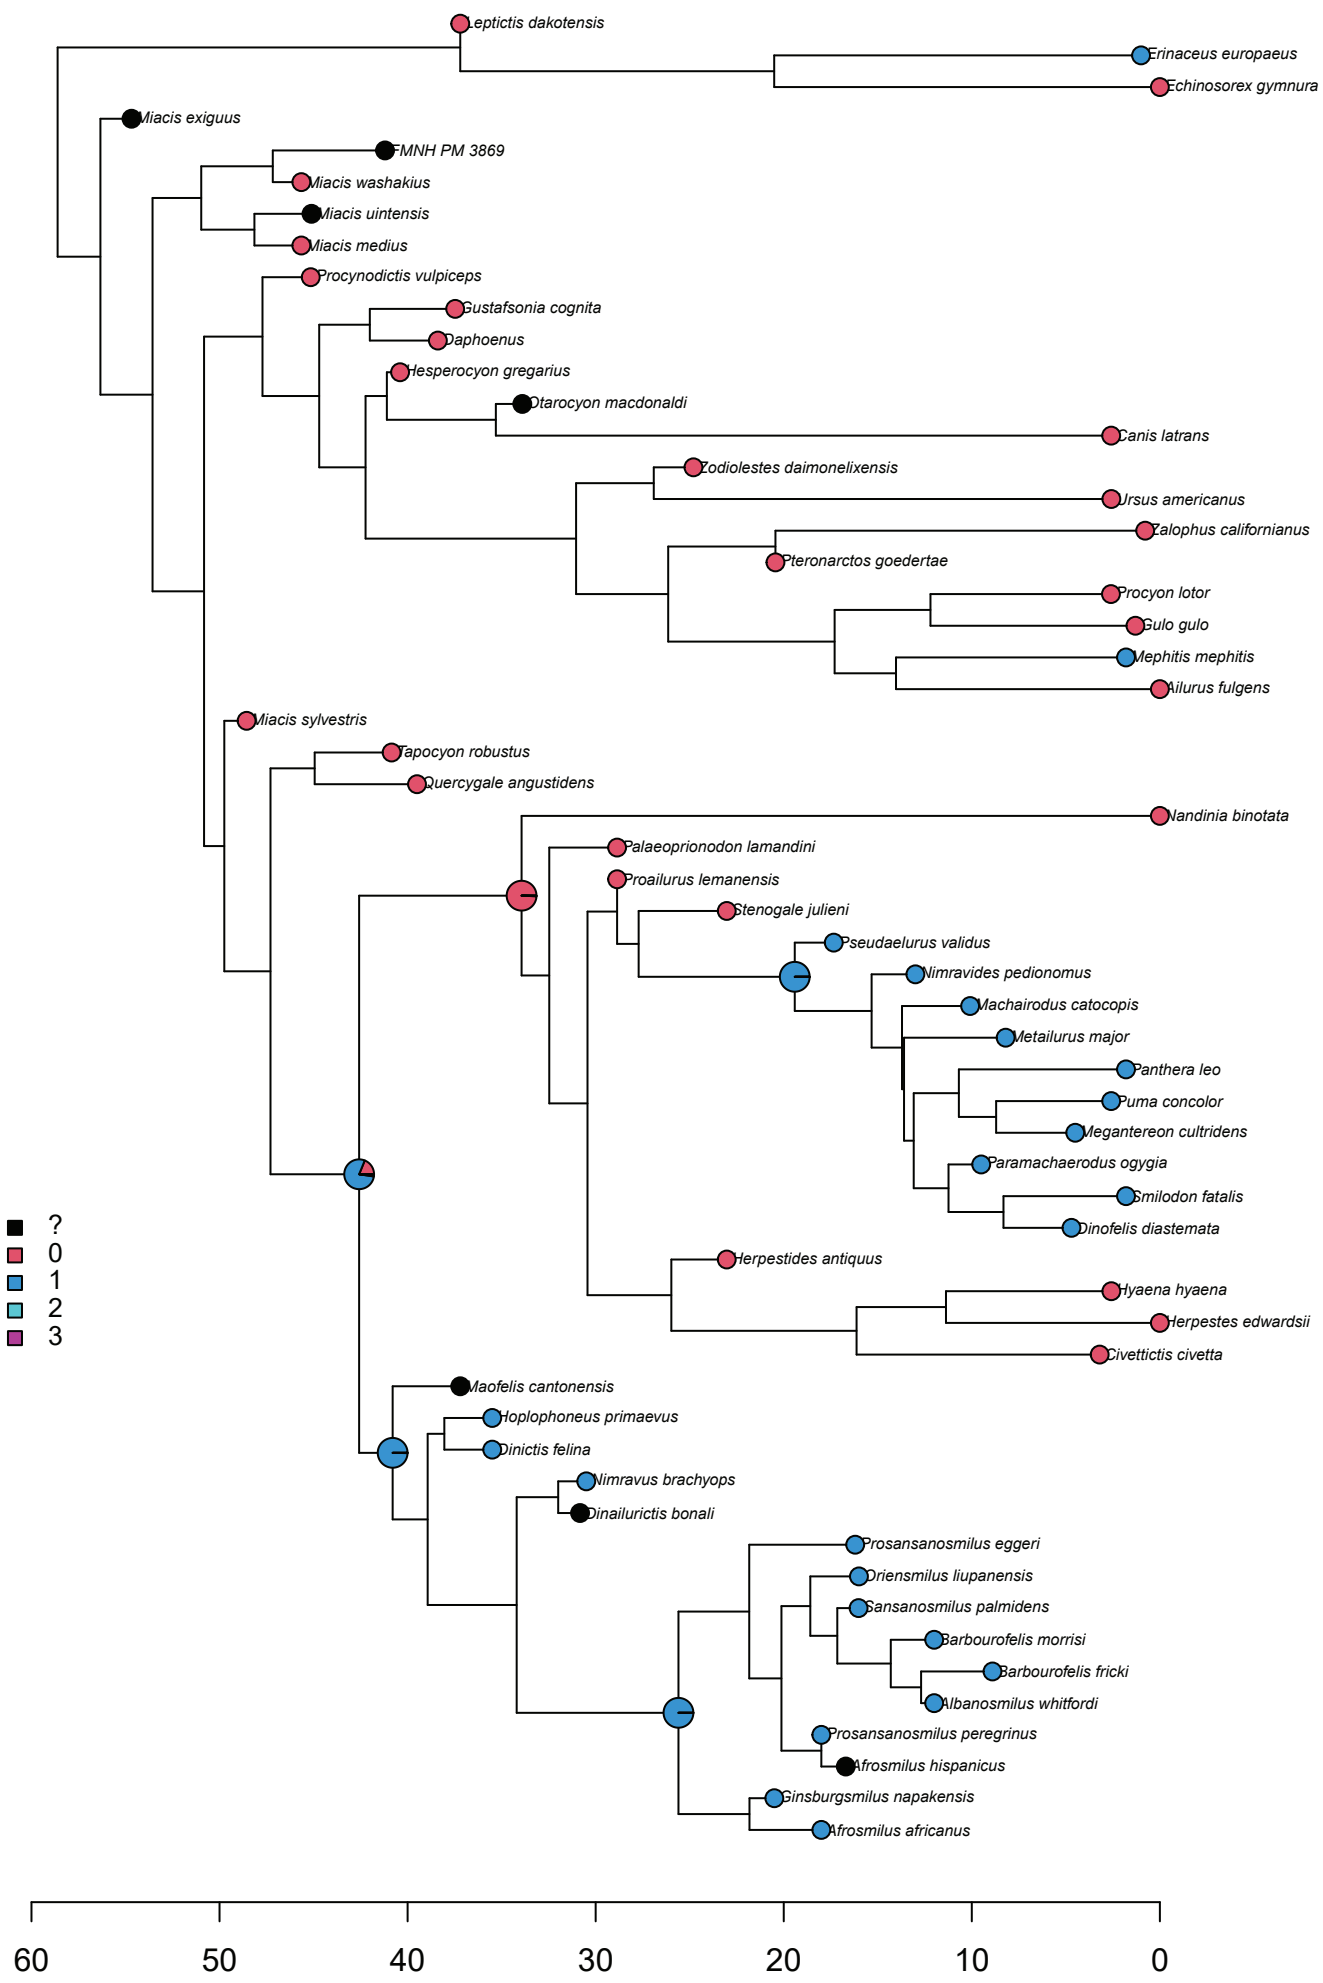 Leptictis dakotensis
Erinaceus europaeus
Echinosorex gymnura
Miacis exiguus
FMNH PM 3869
Miacis washakius
Miacis uintensis
Miacis medius
Procynodictis vulpiceps
Gustafsonia cognita
Daphoenus
Hesperocyon gregarius
Otarocyon macdonaldi
Canis latrans
Zodiolestes daimonelixensis
Ursus americanus
Zalophus californianus
Pteronarctos goedertae
Procyon lotor
Gulo gulo
Mephitis mephitis
Ailurus fulgens
Miacis sylvestris
Tapocyon robustus
Quercygale angustidens
Nandinia binotata
Palaeoprionodon lamandini
Proailurus lemanensis
Stenogale julieni
Pseudaelurus validus
Nimravides pedionomus
Machairodus catocopis
Metailurus major
Panthera leo
Puma concolor
Megantereon cultridens
Paramachaerodus ogygia
Smilodon fatalis
Dinofelis diastemata
?
0
1
2
3
Herpestides antiquus
Hyaena hyaena
Herpestes edwardsii
Civettictis civetta
Maofelis cantonensis
Hoplophoneus primaevus
Dinictis felina
Nimravus brachyops
Dinailurictis bonali
Prosansanosmilus eggeri
Oriensmilus liupanensis
Sansanosmilus palmidens
Barbourofelis morrisi
Barbourofelis fricki
Albanosmilus whitfordi
Prosansanosmilus peregrinus
Afrosmilus hispanicus
Ginsburgsmilus napakensis
Afrosmilus africanus
60 50 40 30 20 10 0